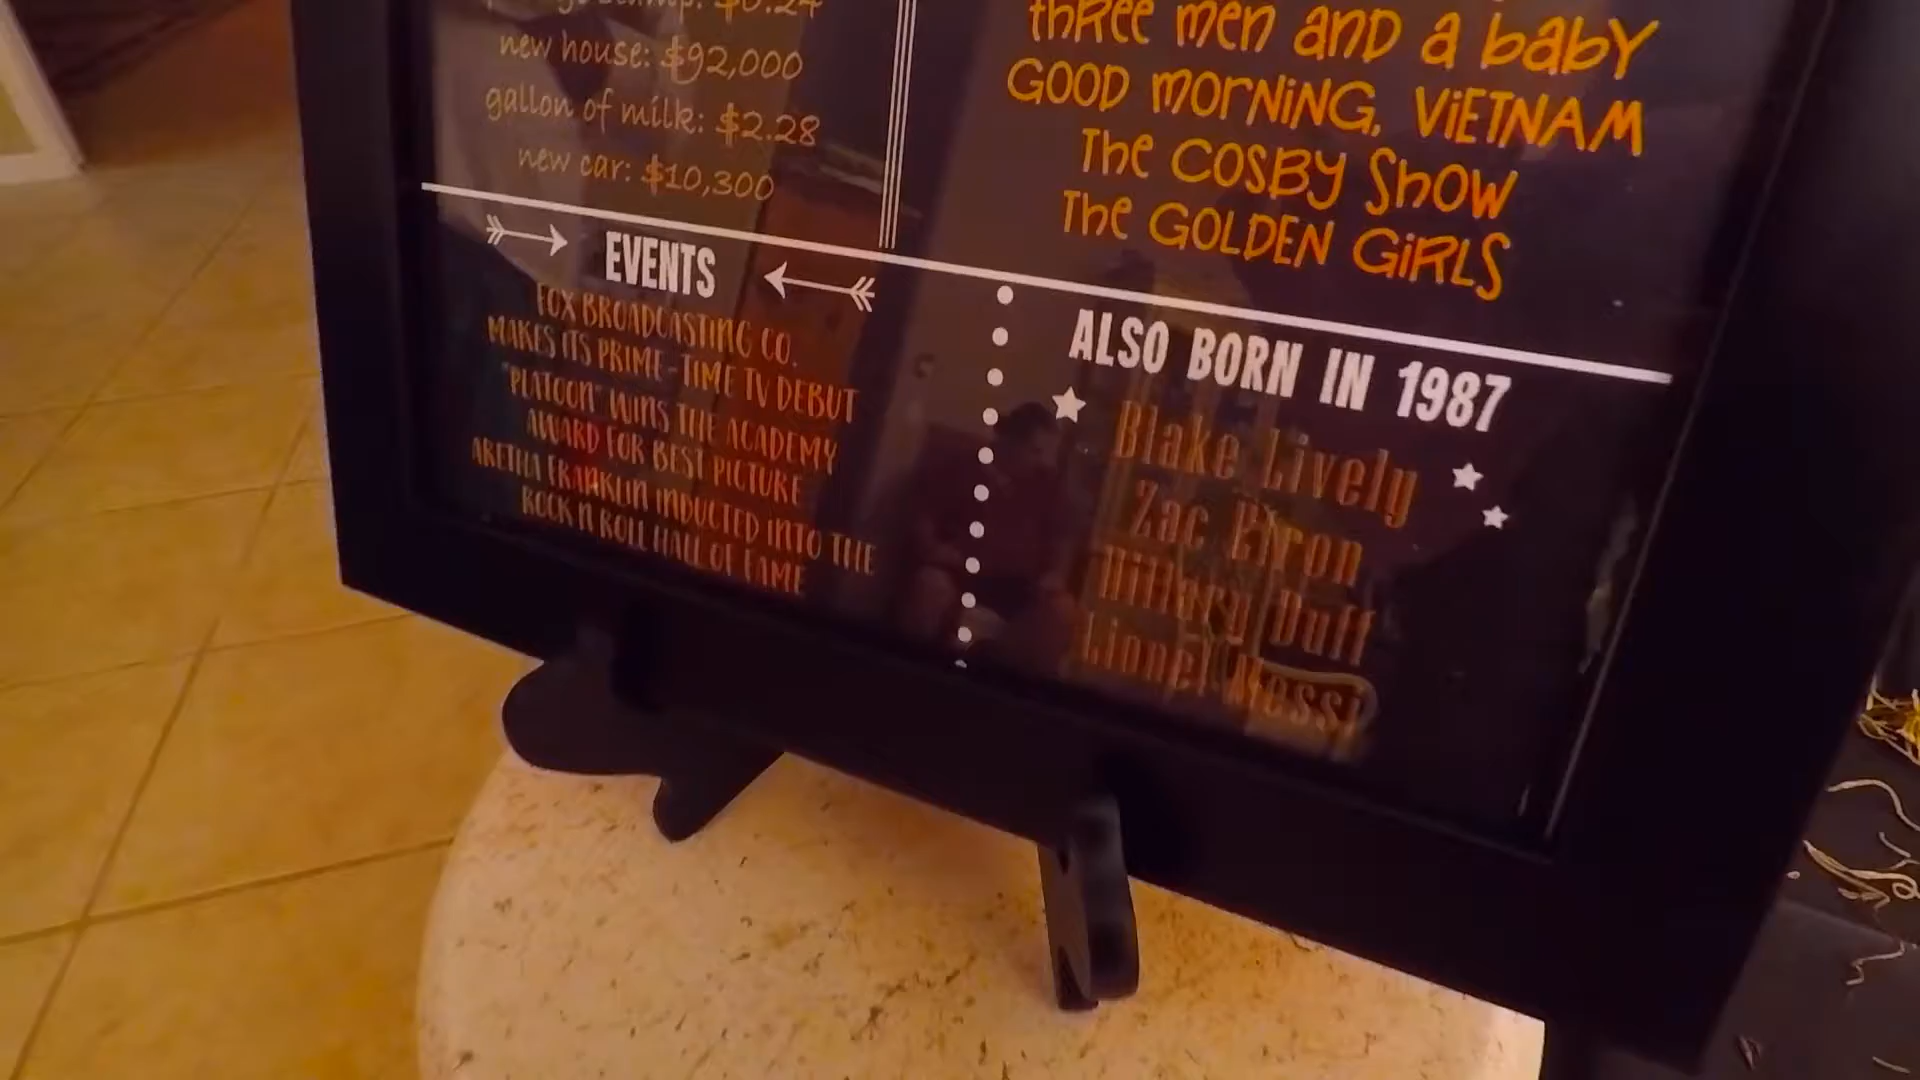 $0.24
new house: $92,000
gallon of milk: $2.28
new car: $10,300
three men and a baby
GOOD MORNING, VIETNAM
The COSBY SHOW
The GOLDEN GIRLS
EVENTS
FOX BROADCASTING CO.
MAKES ITS PRIME-TIME TV DEBUT
"PLATOON" WINS THE ACADEMY
AWARD FOR BEST PICTURE
ARETHA FRANKLIN INDUCTED INTO THE
ROCK N ROLL HALL OF FAME
ALSO BORN IN 1987
Blake Lively
Zac Efron
Hillary Duff
Lionel Messi